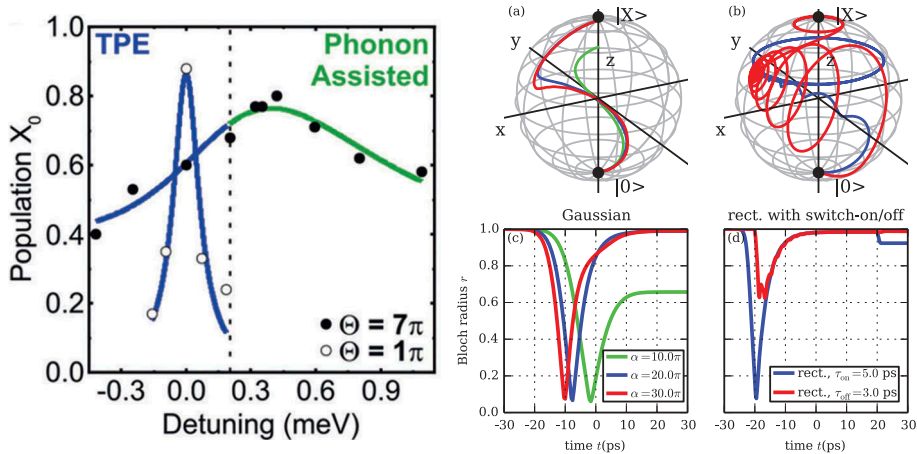 TPE
Phonon
Assisted
Population X₀
1.0
0.8
0.6
0.4
0.2
0.0
Θ = 7π
Θ = 1π
-0.3 0.0 0.3 0.6 0.9
Detuning (meV)
(a)
|X>
y
z
x
|0>
(b)
|X>
y
z
x
|0>
Gaussian
(c)
Bloch radius r
1.0
0.8
0.6
0.4
0.2
0.0
α=10.0π
α=20.0π
α=30.0π
-30 -20 -10 0 10 20 30
time t(ps)
rect. with switch-on/off
(d)
rect., τon=5.0 ps
rect., τoff=3.0 ps
-30 -20 -10 0 10 20 30
time t(ps)